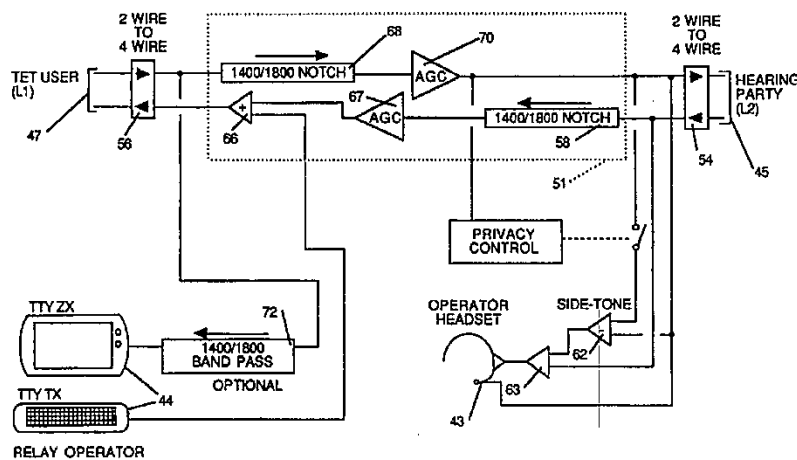 2 WIRE
TO
4 WIRE
2 WIRE
TO
4 WIRE
68
70
TET USER
(L1)
1400/1800 NOTCH
AGC
HEARING
PARTY
(L2)
47
56
67
66
+
AGC
1400/1800 NOTCH
58
54
45
51
PRIVACY
CONTROL
OPERATOR
HEADSET
SIDE-TONE
TTY ZX
72
1400/1800
BAND PASS
OPTIONAL
62
63
44
43
TTY TX
RELAY OPERATOR